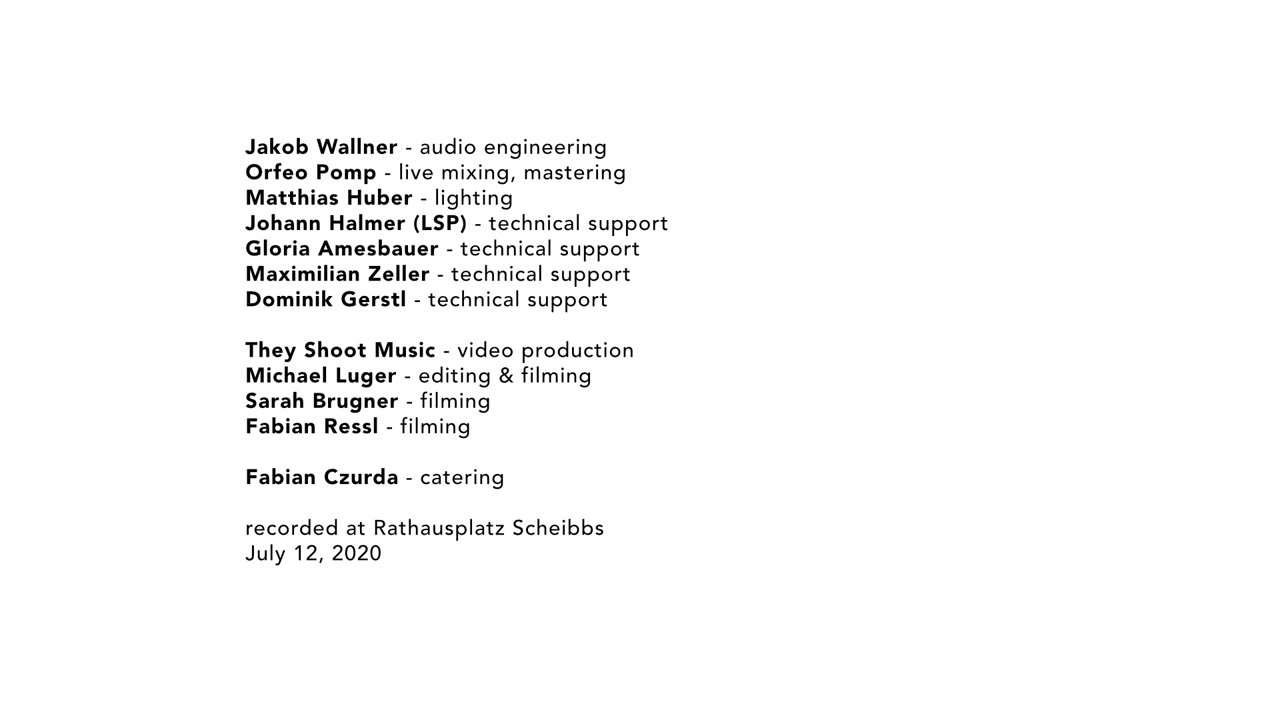 Jakob Wallner - audio engineering
Orfeo Pomp - live mixing, mastering
Matthias Huber - lighting
Johann Halmer (LSP) - technical support
Gloria Amesbauer - technical support
Maximilian Zeller - technical support
Dominik Gerstl - technical support
They Shoot Music - video production
Michael Luger - editing & filming
Sarah Brugner - filming
Fabian Ressl - filming
Fabian Czurda - catering
recorded at Rathausplatz Scheibbs
July 12, 2020